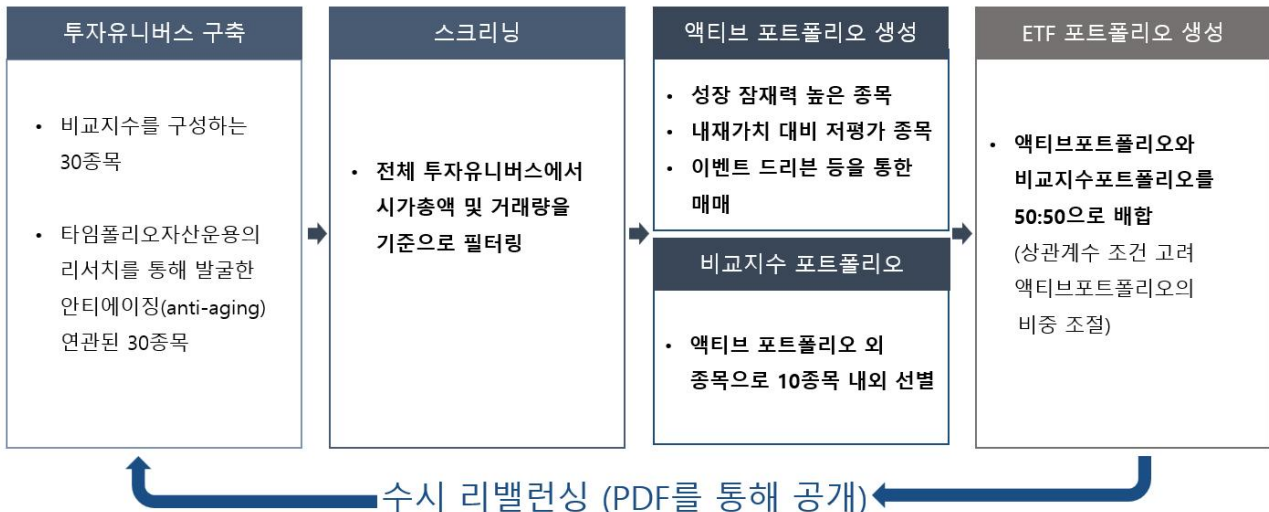 투자유니버스 구축
• 비교지수를 구성하는
30종목
• 타임폴리오자산운용의
리서치를 통해 발굴한
안티에이징(anti-aging)
연관된 30종목
스크리닝
• 전체 투자유니버스에서
시가총액 및 거래량을
기준으로 필터링
액티브 포트폴리오 생성
• 성장 잠재력 높은 종목
• 내재가치 대비 저평가 종목
• 이벤트 드리븐 등을 통한
매매
비교지수 포트폴리오
• 액티브 포트폴리오 외
종목으로 10종목 내외 선별
ETF 포트폴리오 생성
• 액티브포트폴리오와
비교지수포트폴리오를
50:50으로 배합
(상관계수 조건 고려
액티브포트폴리오의
비중 조절)
수시 리밸런싱 (PDF를 통해 공개)